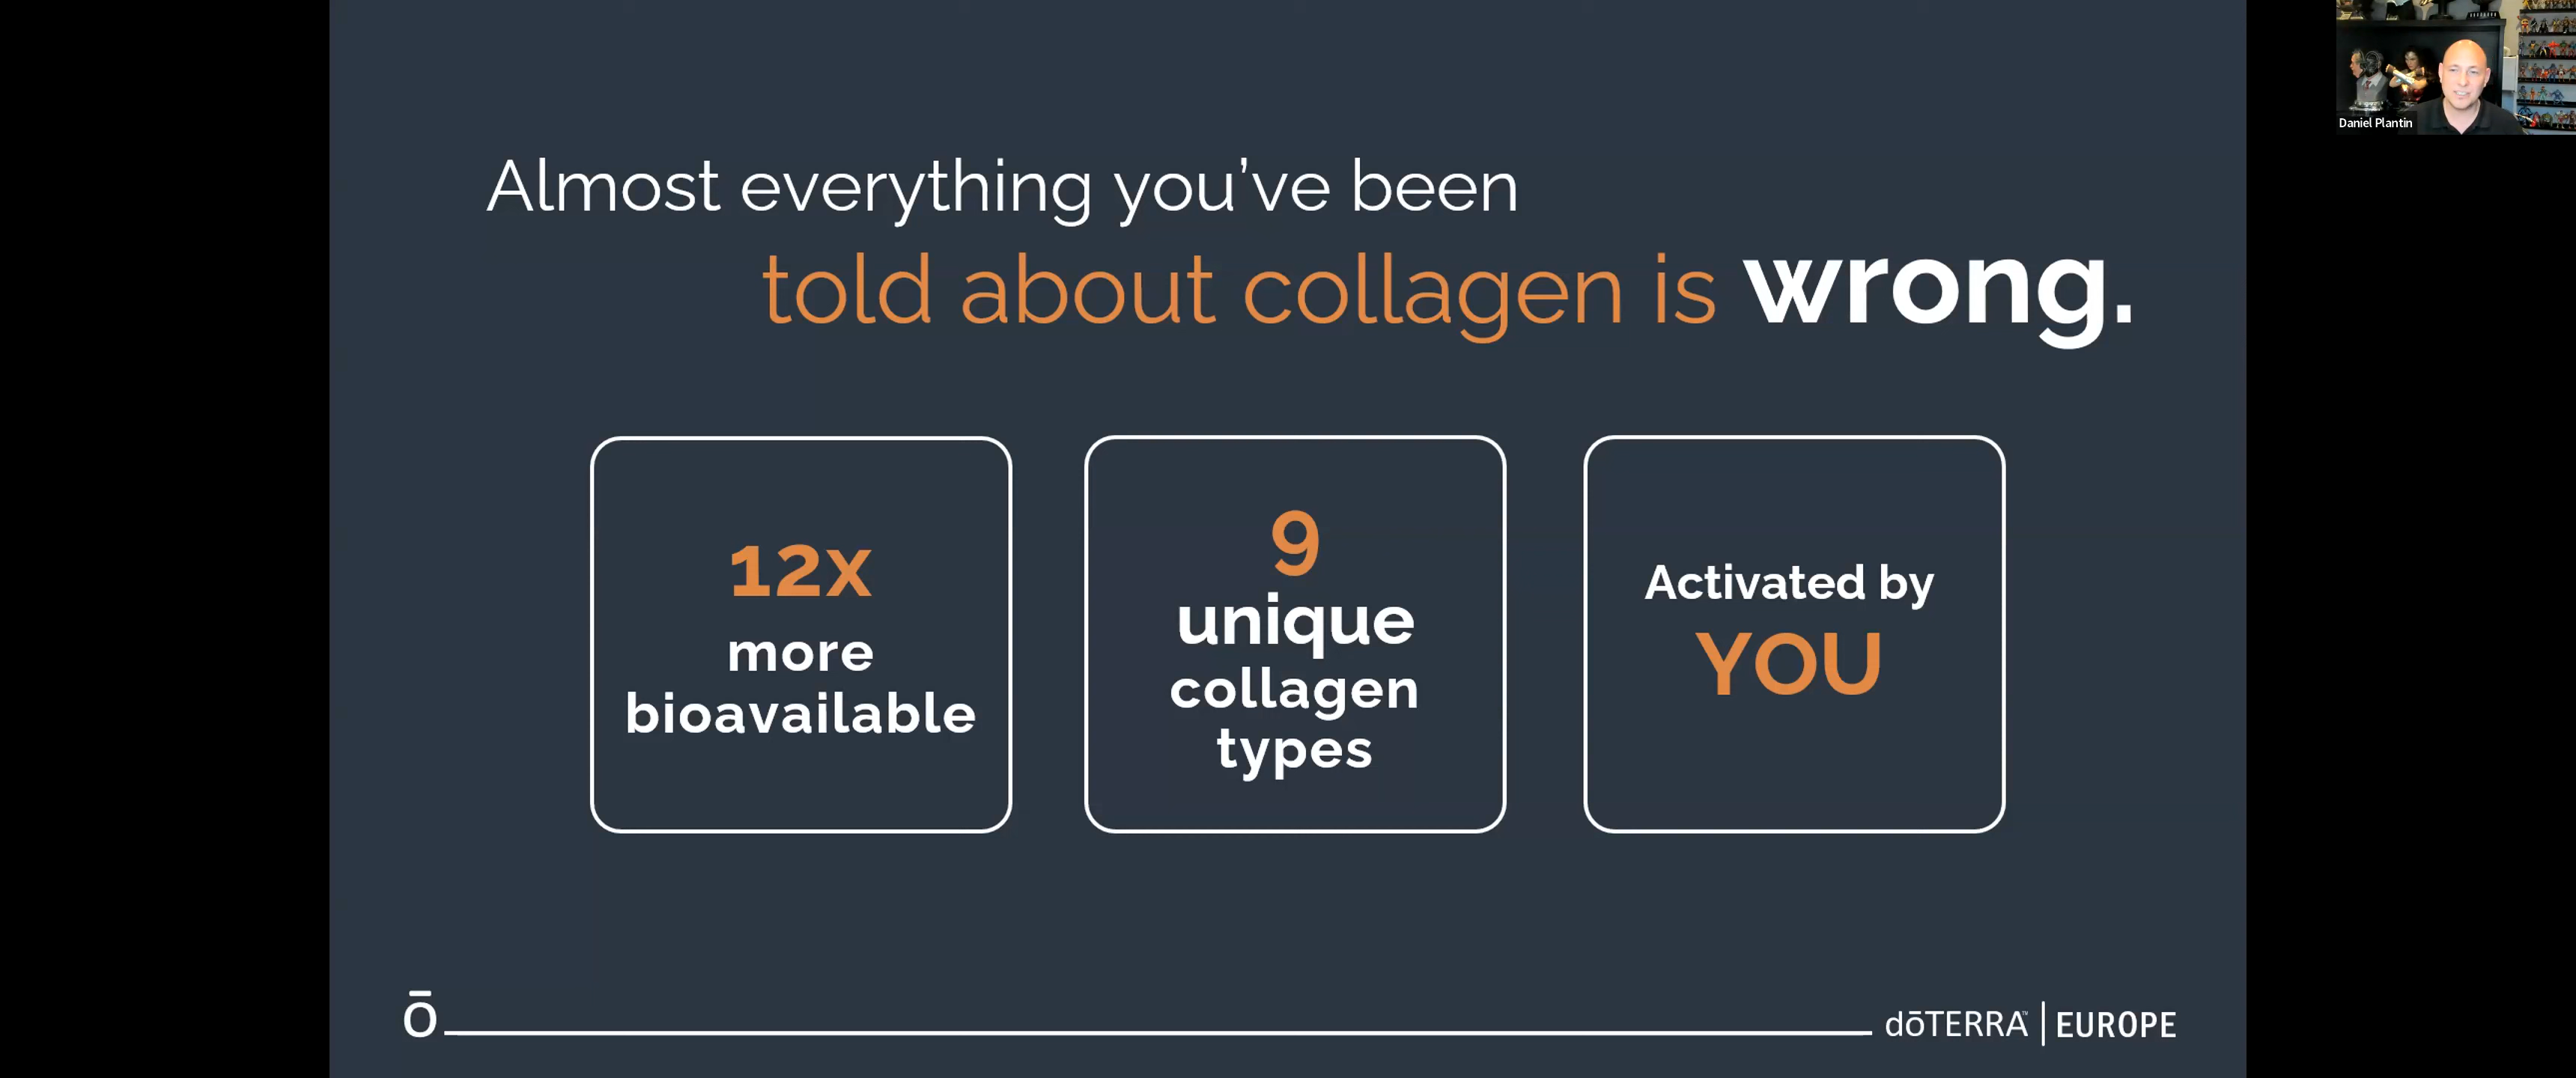 Almost everything you've been
told about collagen is wrong.
12x
more
bioavailable
9
unique
collagen
types
Activated by
YOU
ō
dōTERRA™ | EUROPE
Daniel Plantin